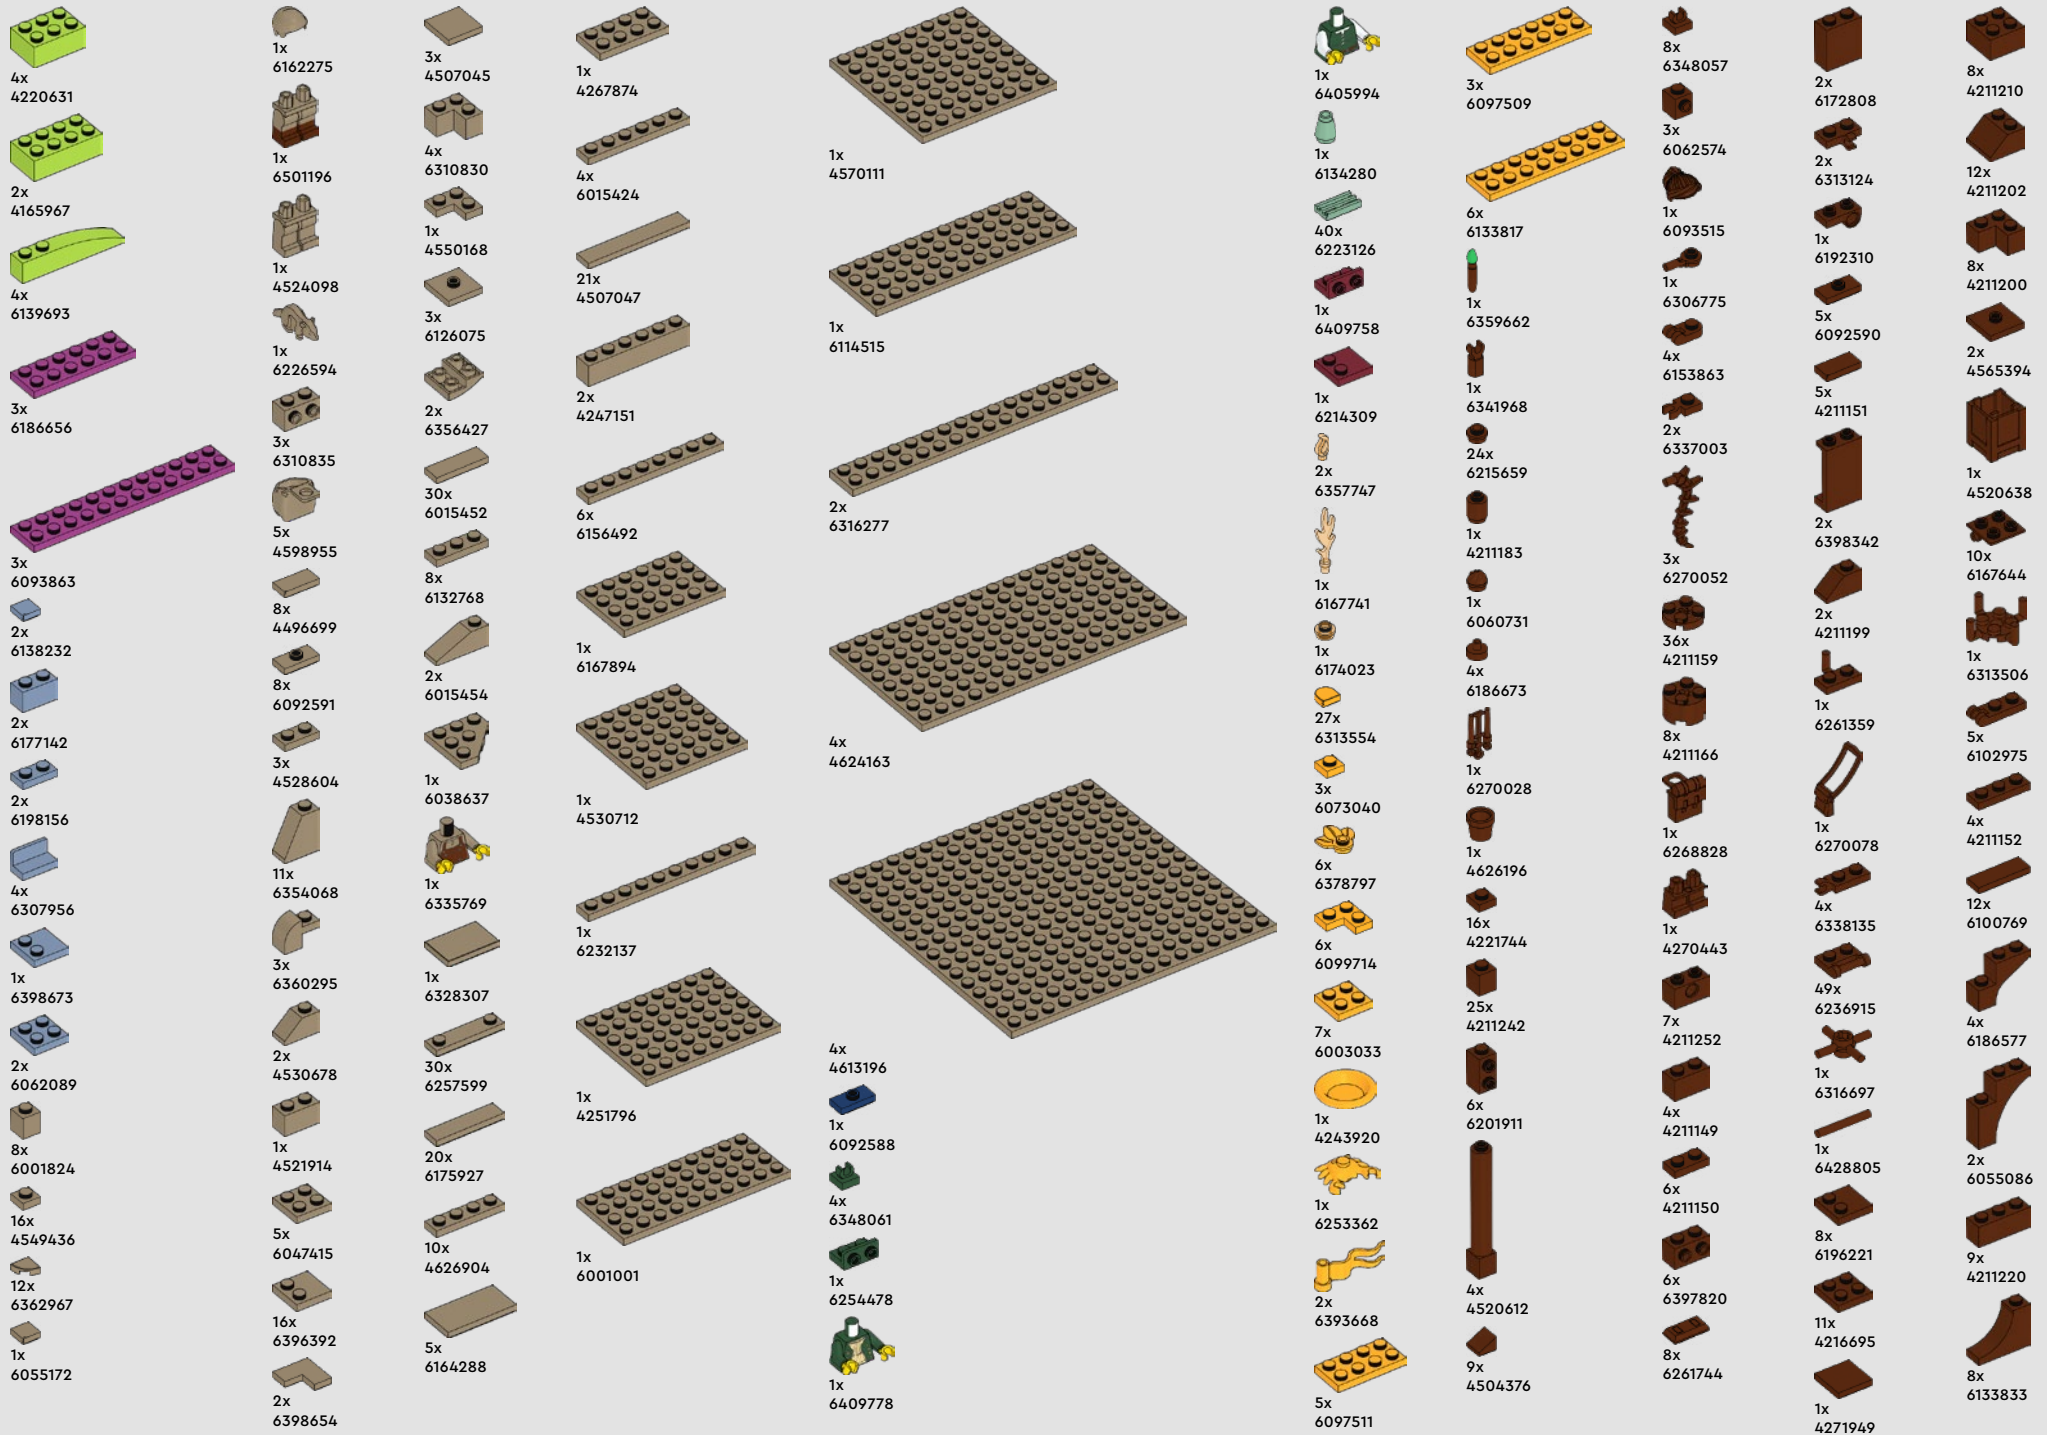 4x
4220631
2x
4165967
4x
6139693
3x
6186656
3x
6093863
2x
6138232
2x
6177142
2x
6198156
4x
6307956
1x
6398673
2x
6062089
8x
6001824
16x
4549436
12x
6362967
1x
6055172
1x
6162275
1x
6501196
1x
4524098
1x
6226594
3x
6310835
5x
4598955
8x
4496699
8x
6092591
3x
4528604
11x
6354068
3x
6360295
2x
4530678
1x
4521914
5x
6047415
16x
6396392
2x
6398654
3x
4507045
4x
6310830
1x
4550168
3x
6126075
2x
6356427
30x
6015452
8x
6132768
2x
6015454
1x
6038637
1x
6335769
1x
6328307
30x
6257599
20x
6175927
10x
4626904
5x
6164288
1x
4267874
4x
6015424
21x
4507047
2x
4247151
6x
6156492
1x
6167894
1x
4530712
1x
6232137
1x
4251796
1x
6001001
1x
4570111
1x
6114515
2x
6316277
4x
4624163
4x
4613196
1x
6092588
4x
6348061
1x
6254478
1x
6409778
1x
6405994
1x
6134280
40x
6223126
1x
6409758
1x
6214309
2x
6357747
1x
6167741
1x
6174023
27x
6313554
3x
6073040
6x
6378797
6x
6099714
7x
6003033
1x
4243920
1x
6253362
2x
6393668
5x
6097511
3x
6097509
6x
6133817
1x
6359662
1x
6341968
24x
6215659
1x
4211183
1x
6060731
4x
6186673
1x
6270028
1x
4626196
16x
4221744
25x
4211242
6x
6201911
4x
4520612
9x
4504376
8x
6348057
3x
6062574
1x
6093515
1x
6306775
4x
6153863
2x
6337003
3x
6270052
36x
4211159
8x
4211166
1x
6268828
1x
4270443
7x
4211252
4x
4211149
6x
4211150
6x
6397820
8x
6261744
2x
6172808
2x
6313124
1x
6192310
5x
6092590
5x
4211151
2x
6398342
2x
4211199
1x
6261359
1x
6270078
4x
6338135
49x
6236915
1x
6316697
1x
6428805
8x
6196221
11x
4216695
1x
4271949
8x
4211210
12x
4211202
8x
4211200
2x
4565394
1x
4520638
10x
6167644
1x
6313506
5x
6102975
4x
4211152
12x
6100769
4x
6186577
2x
6055086
9x
4211220
8x
6133833